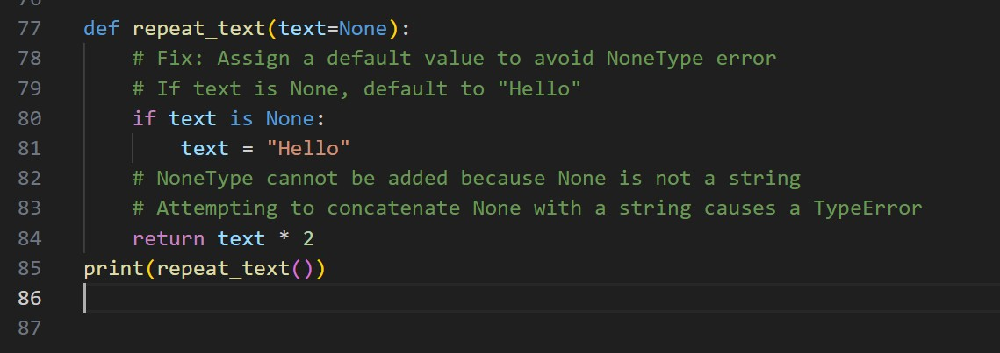 77 def repeat_text(text=None):
78 # Fix: Assign a default value to avoid NoneType error
79 # If text is None, default to "Hello"
80 if text is None:
81 text = "Hello"
82 # NoneType cannot be added because None is not a string
83 # Attempting to concatenate None with a string causes a TypeError
84 return text * 2
85 print(repeat_text())
86
87